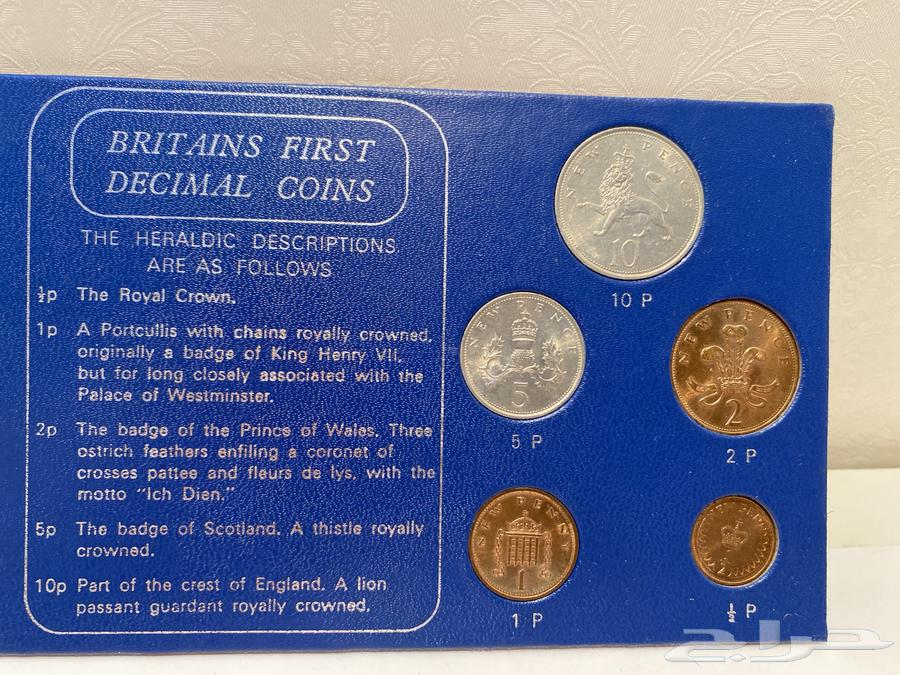 BRITAINS FIRST
DECIMAL COINS
THE HERALDIC DESCRIPTIONS
ARE AS FOLLOWS
½p The Royal Crown.
1p A Portcullis with chains royally crowned,
originally a badge of King Henry VII,
but for long closely associated with the
Palace of Westminster.
2p The badge of the Prince of Wales. Three
ostrich feathers enfiling a coronet of
crosses pattee and fleurs de lys, with the
motto "Ich Dien."
5p The badge of Scotland. A thistle royally
crowned.
10p Part of the crest of England. A lion
passant guardant royally crowned.
NEW PENCE
10
10 P
NEW PENCE
5
5 P
NEW PENCE
2
2 P
NEW PENNY
1
1 P
½ P
حراج